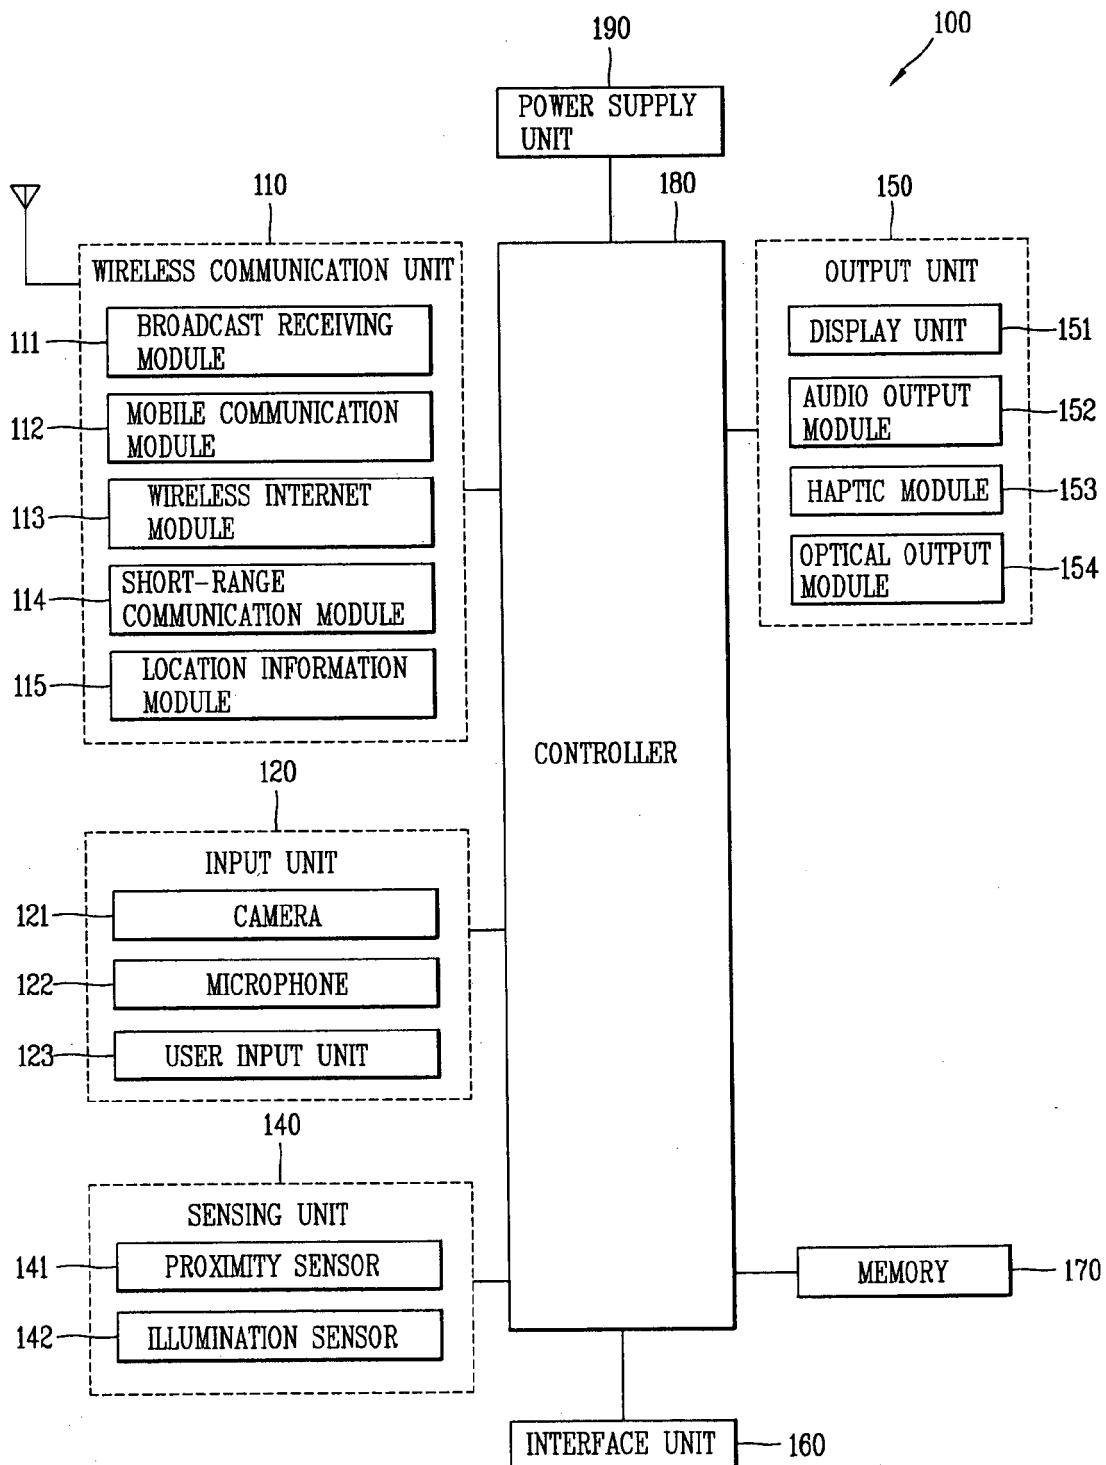 100
190
POWER SUPPLY
UNIT
180
110
WIRELESS COMMUNICATION UNIT
111
BROADCAST RECEIVING
MODULE
112
MOBILE COMMUNICATION
MODULE
113
WIRELESS INTERNET
MODULE
114
SHORT-RANGE
COMMUNICATION MODULE
115
LOCATION INFORMATION
MODULE
120
INPUT UNIT
121
CAMERA
122
MICROPHONE
123
USER INPUT UNIT
140
SENSING UNIT
141
PROXIMITY SENSOR
142
ILLUMINATION SENSOR
CONTROLLER
150
OUTPUT UNIT
DISPLAY UNIT
151
AUDIO OUTPUT
MODULE
152
HAPTIC MODULE
153
OPTICAL OUTPUT
MODULE
154
MEMORY
170
INTERFACE UNIT
160